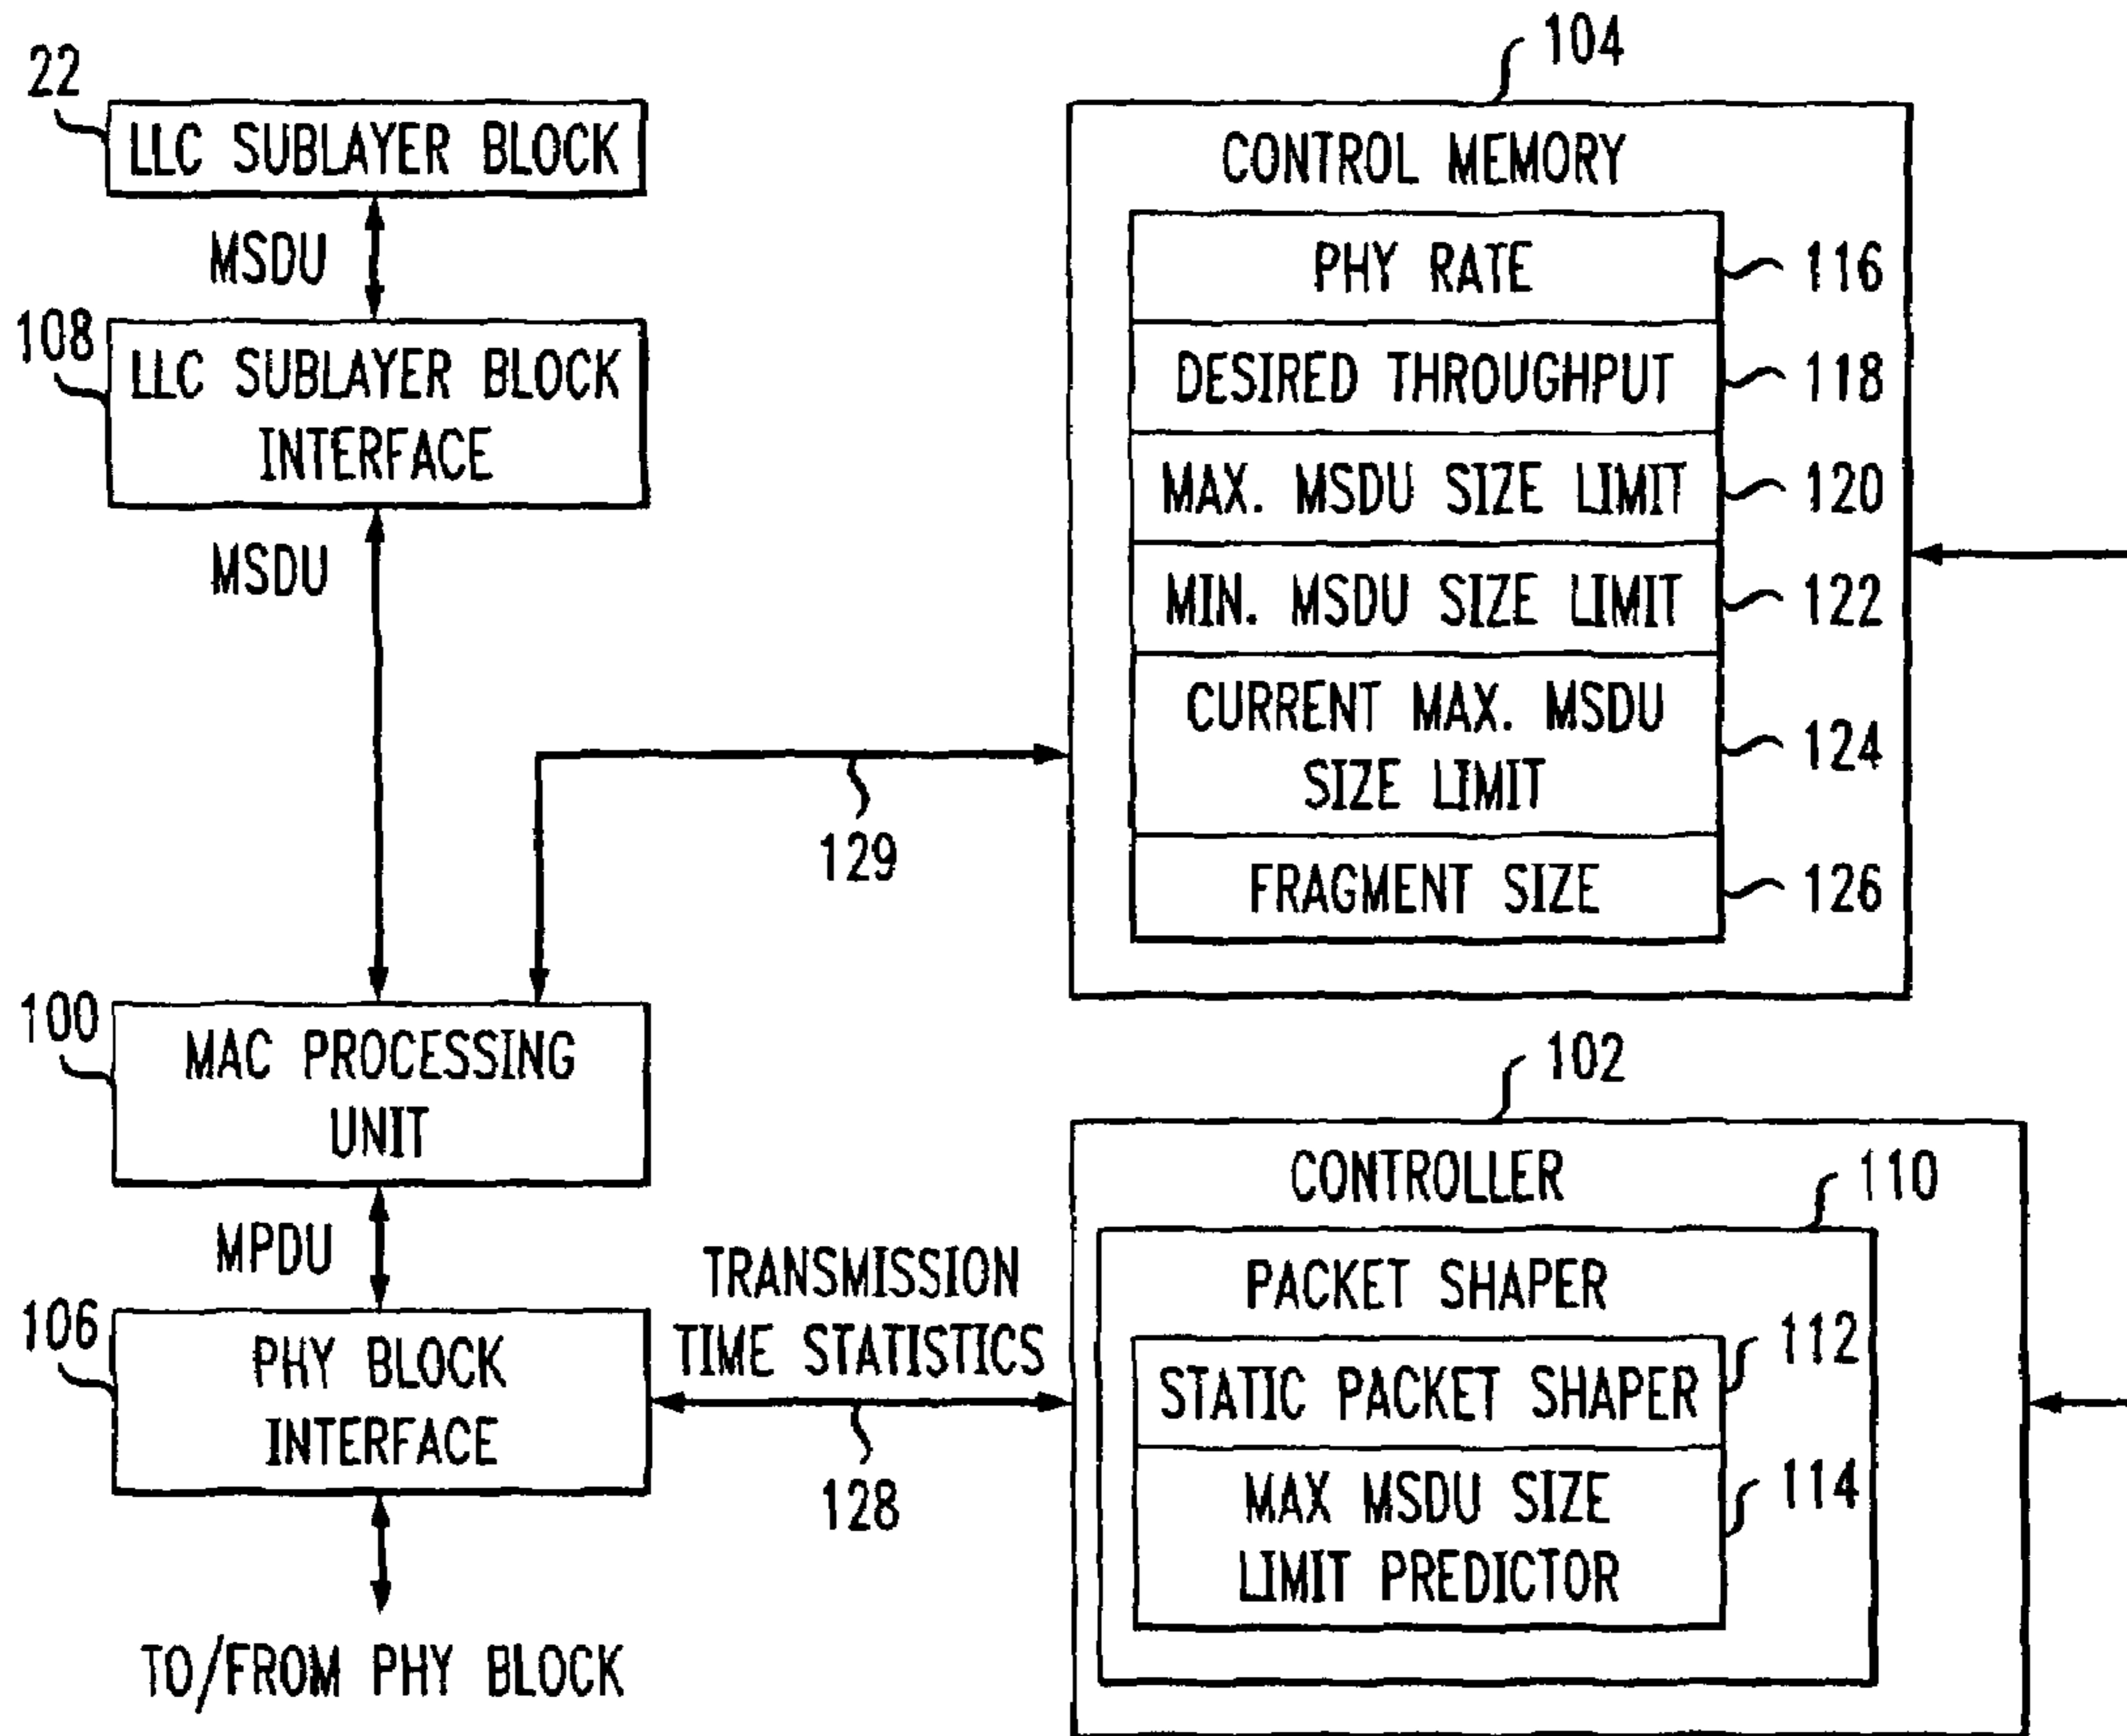 22
LLC SUBLAYER BLOCK
MSDU
108
LLC SUBLAYER BLOCK
INTERFACE
MSDU
129
100
MAC PROCESSING
UNIT
MPDU
106
PHY BLOCK
INTERFACE
TO/FROM PHY BLOCK
TRANSMISSION
TIME STATISTICS
128
104
CONTROL MEMORY
PHY RATE 116
DESIRED THROUGHPUT 118
MAX. MSDU SIZE LIMIT 120
MIN. MSDU SIZE LIMIT 122
CURRENT MAX. MSDU
SIZE LIMIT 124
FRAGMENT SIZE 126
102
CONTROLLER
110
PACKET SHAPER
112
STATIC PACKET SHAPER
MAX MSDU SIZE 114
LIMIT PREDICTOR